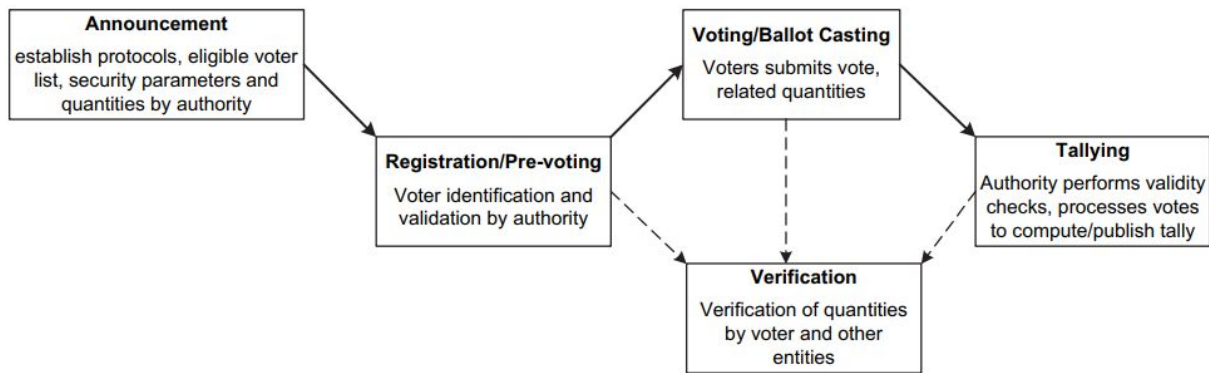 Announcement
establish protocols, eligible voter
list, security parameters and
quantities by authority
Registration/Pre-voting
Voter identification and
validation by authority
Voting/Ballot Casting
Voters submits vote,
related quantities
Tallying
Authority performs validity
checks, processes votes
to compute/publish tally
Verification
Verification of quantities
by voter and other
entities